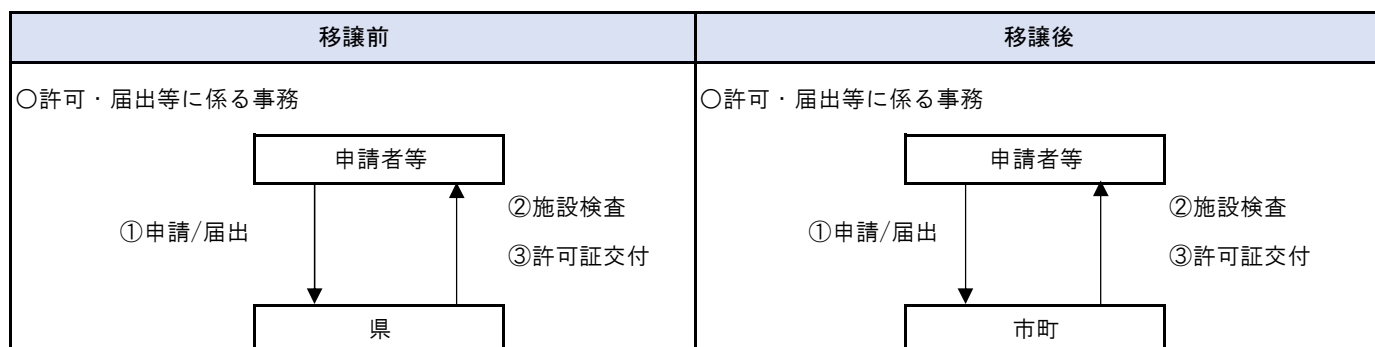 移譲前
移譲後
〇許可・届出等に係る事務
申請者等
①申請/届出
②施設検査
③許可証交付
県
〇許可・届出等に係る事務
申請者等
①申請/届出
②施設検査
③許可証交付
市町